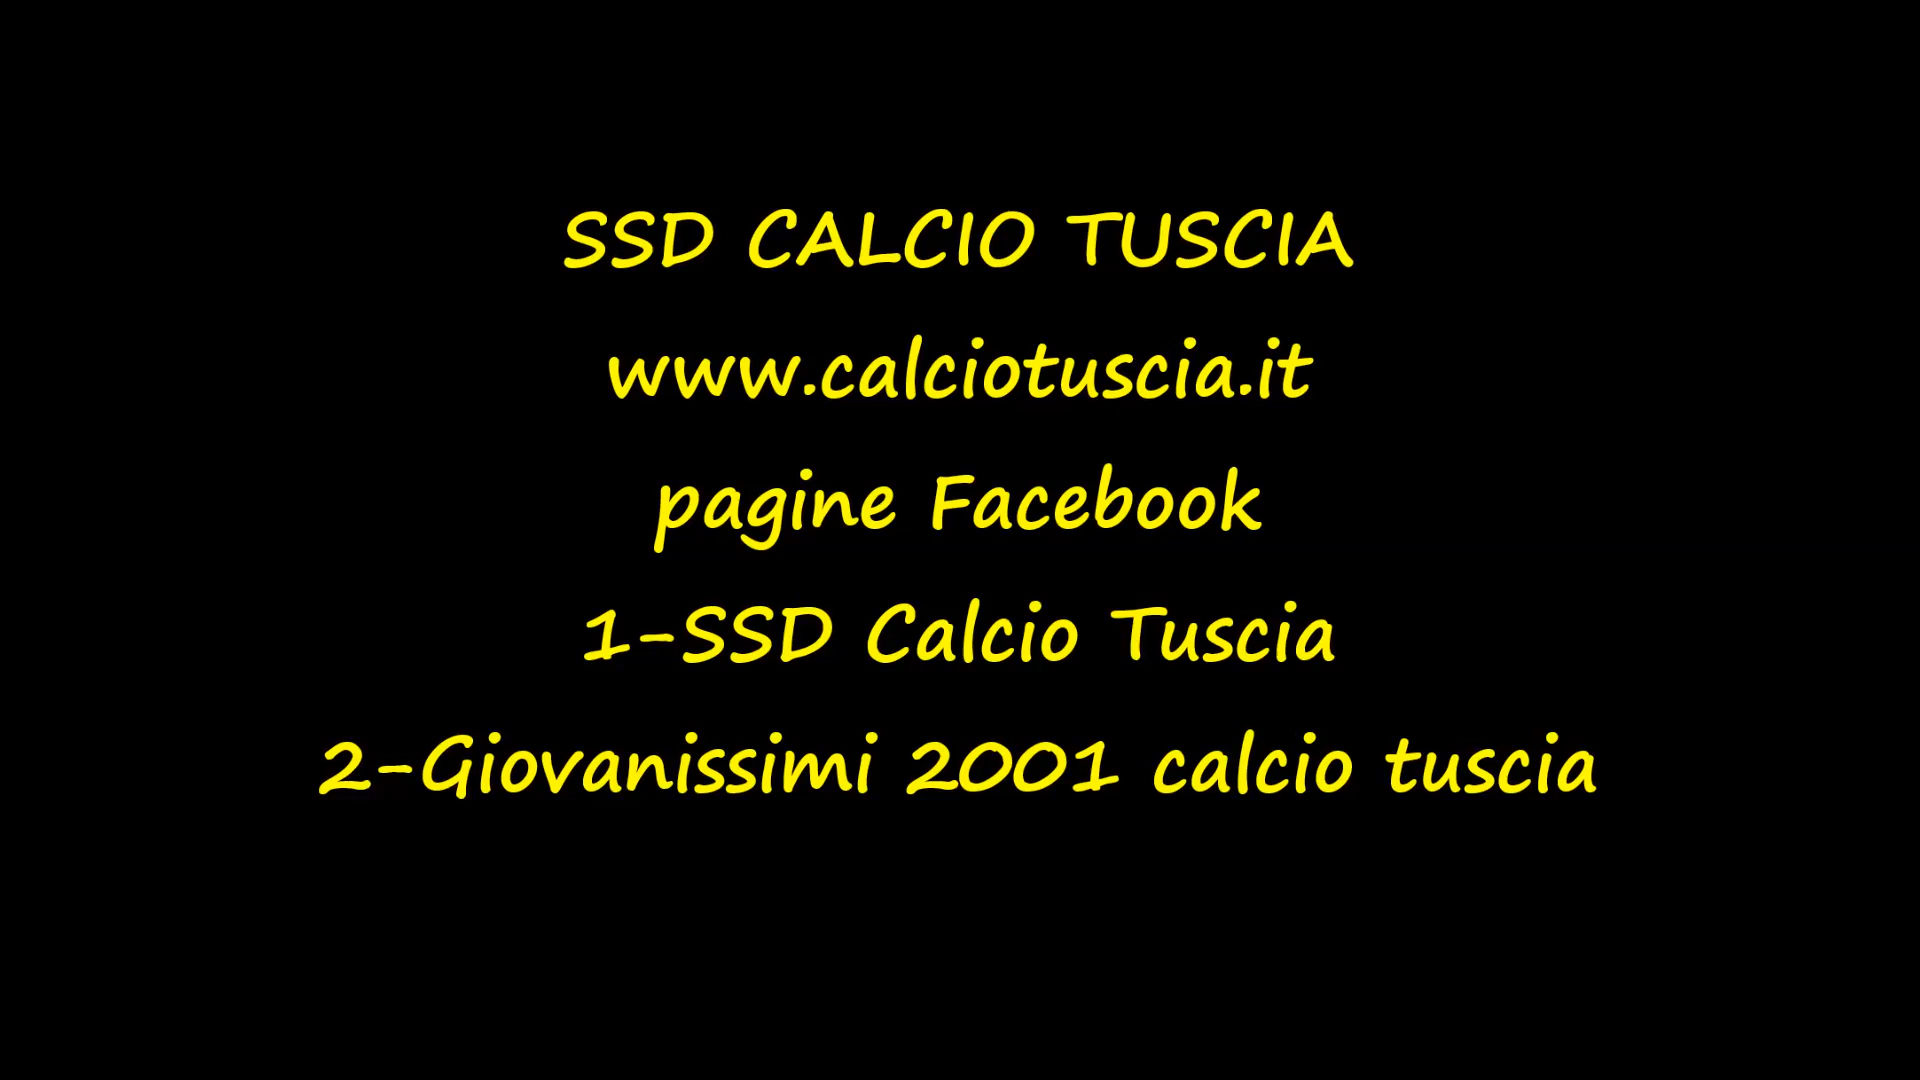 SSD CALCIO TUSCIA
www.calciotuscia.it
pagine Facebook
1-SSD Calcio Tuscia
2-Giovanissimi 2001 calcio tuscia